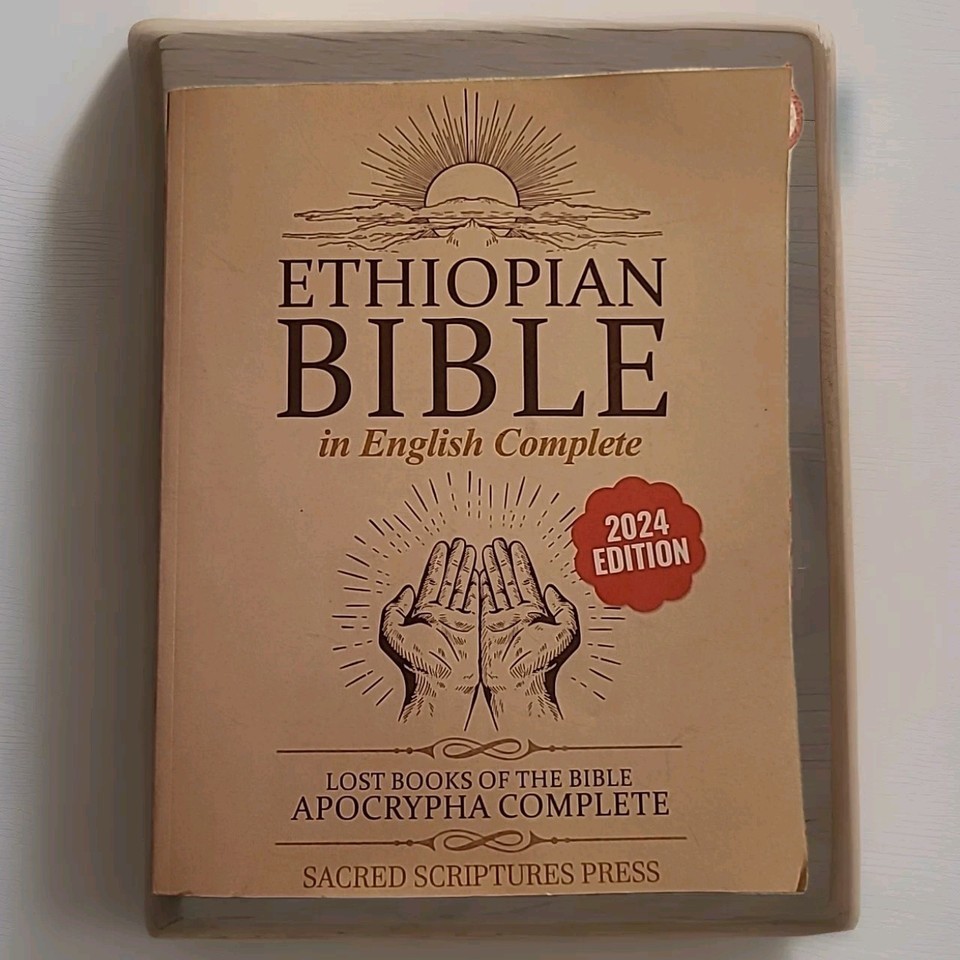 ETHIOPIAN
BIBLE
in English Complete
2024
EDITION
LOST BOOKS OF THE BIBLE
APOCRYPHA COMPLETE
SACRED SCRIPTURES PRESS